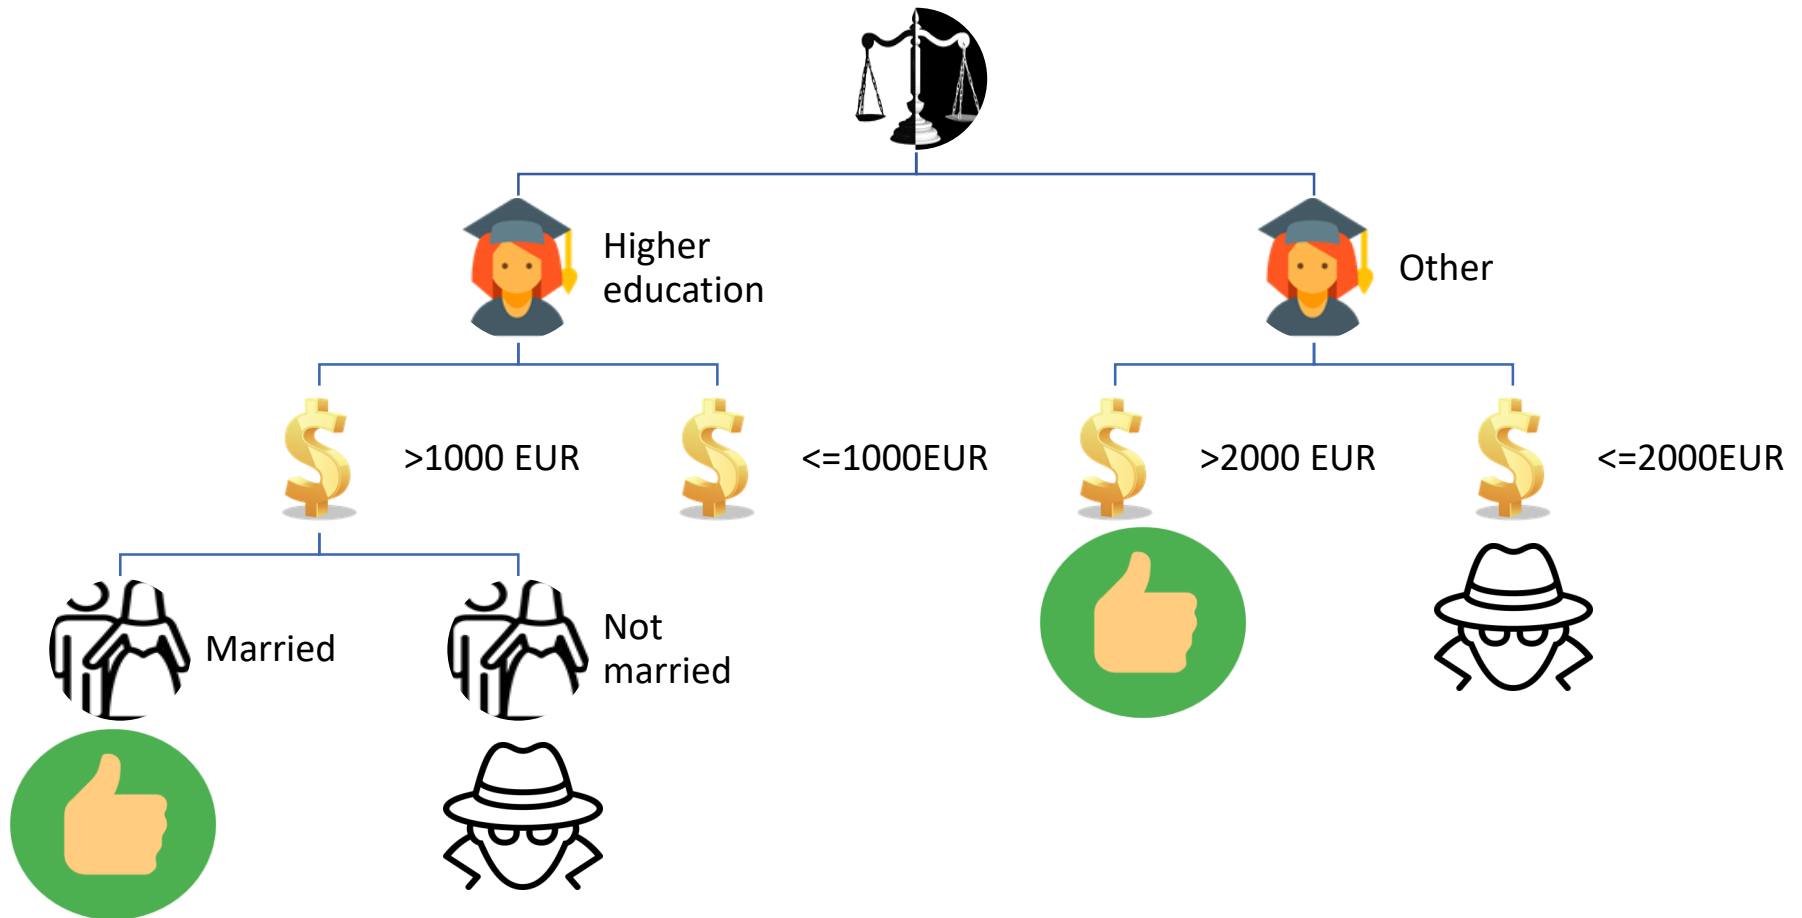 Higher
education
Other
>1000 EUR
<=1000EUR
>2000 EUR
<=2000EUR
Married
Not
married